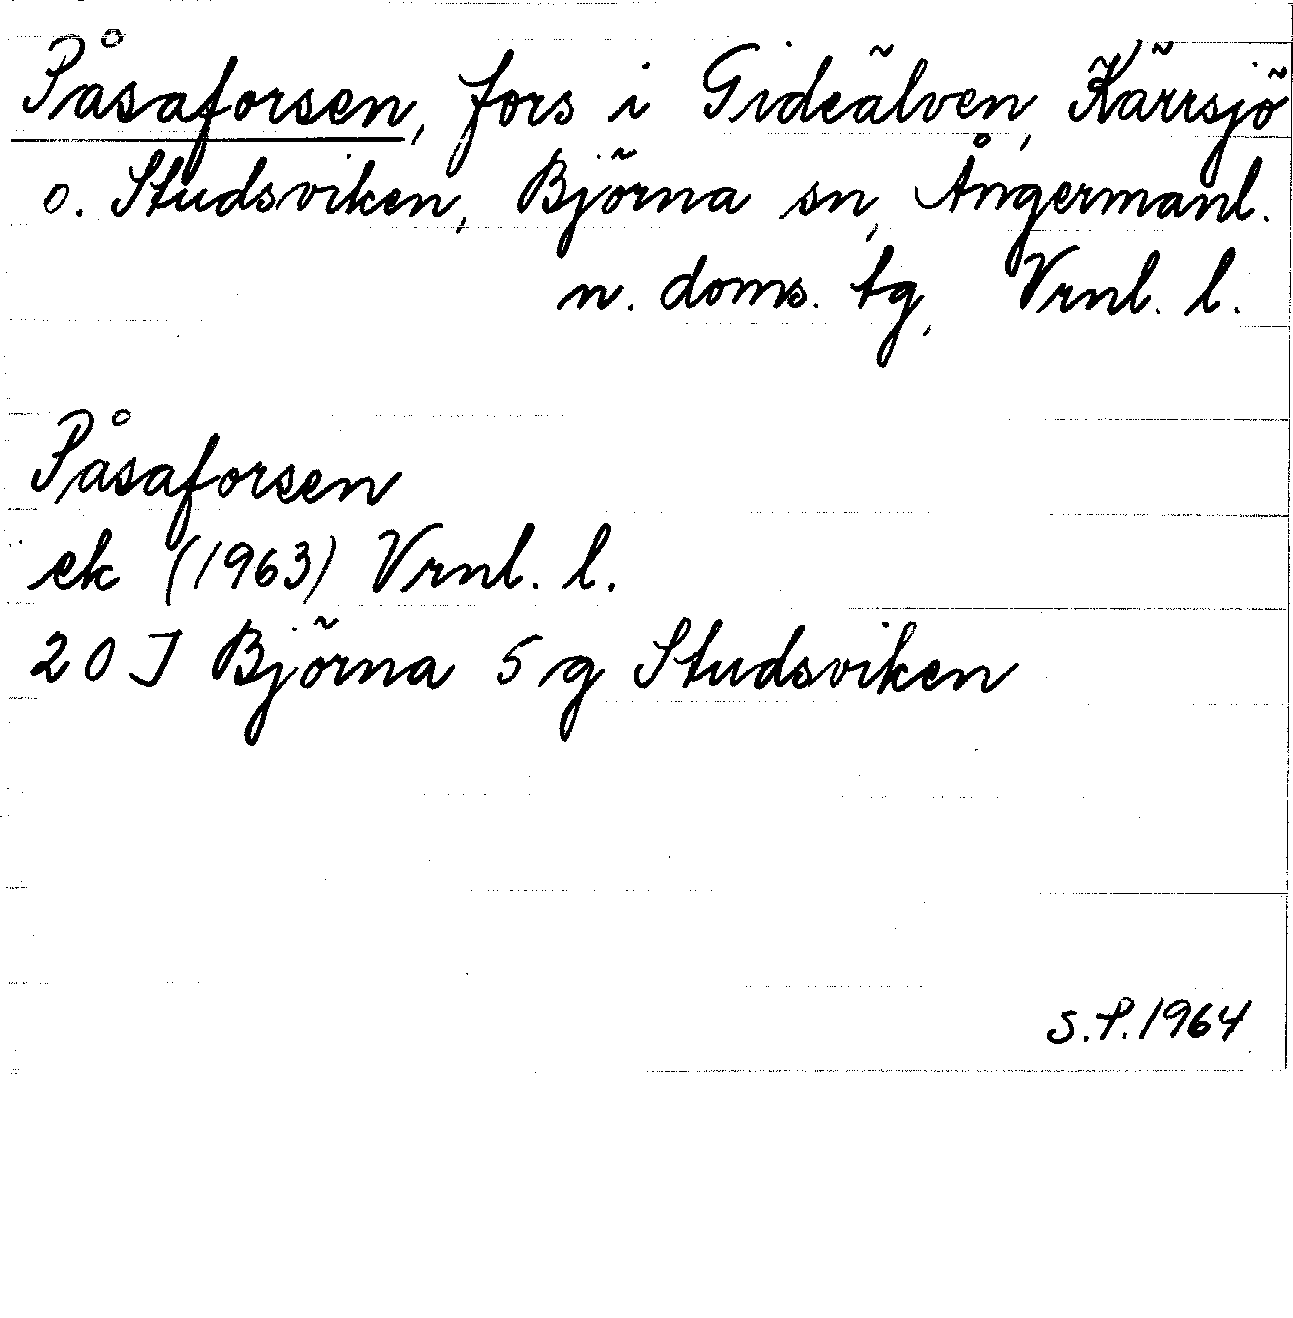 Påsaforsen, fors i Gideälven, Kärrsjö
o. Studsviken, Björna sn, Ångermanl.
n. doms. tg, Vrnl. l.
Påsaforsen
ek (1963) Vrnl. l.
20 J Björna 5 g Studsviken
S.P. 1964